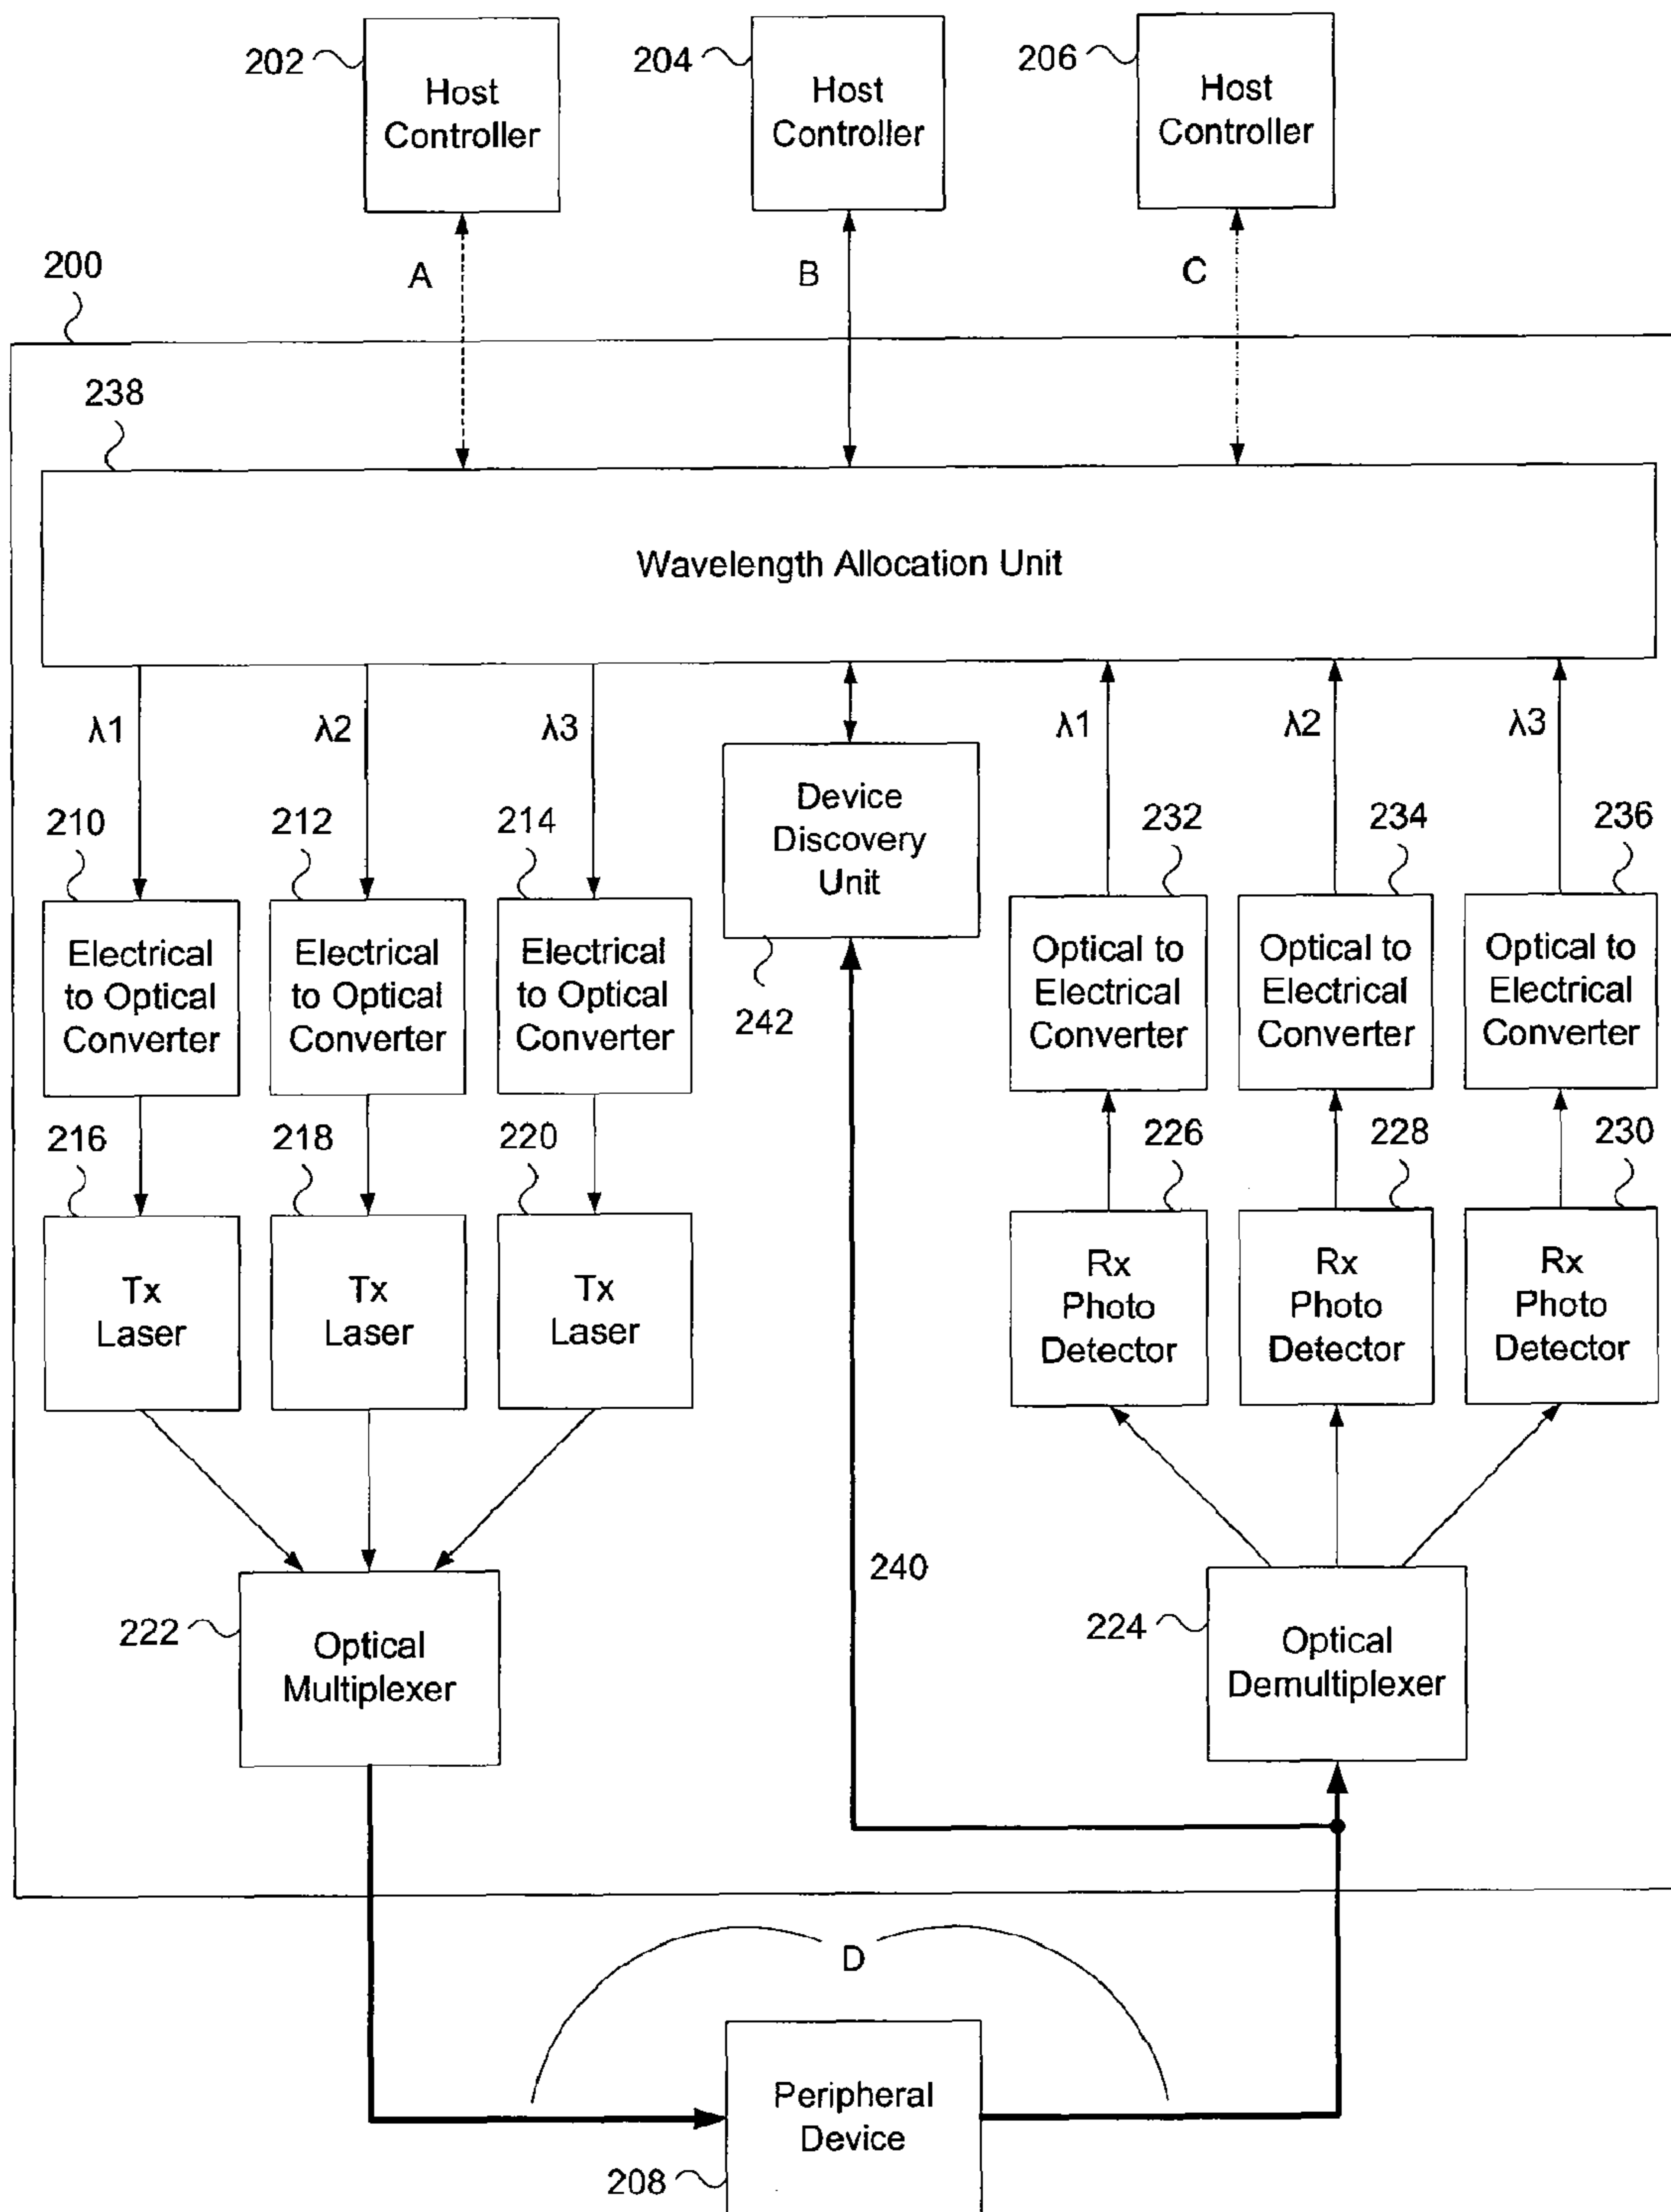 202
Host
Controller
204
Host
Controller
206
Host
Controller
A
B
C
200
238
Wavelength Allocation Unit
λ1
λ2
λ3
λ1
λ2
λ3
Device
Discovery
Unit
242
210
212
214
232
234
236
Electrical
to Optical
Converter
Electrical
to Optical
Converter
Electrical
to Optical
Converter
Optical to
Electrical
Converter
Optical to
Electrical
Converter
Optical to
Electrical
Converter
216
218
220
226
228
230
Tx
Laser
Tx
Laser
Tx
Laser
Rx
Photo
Detector
Rx
Photo
Detector
Rx
Photo
Detector
240
222
Optical
Multiplexer
224
Optical
Demultiplexer
D
Peripheral
Device
208